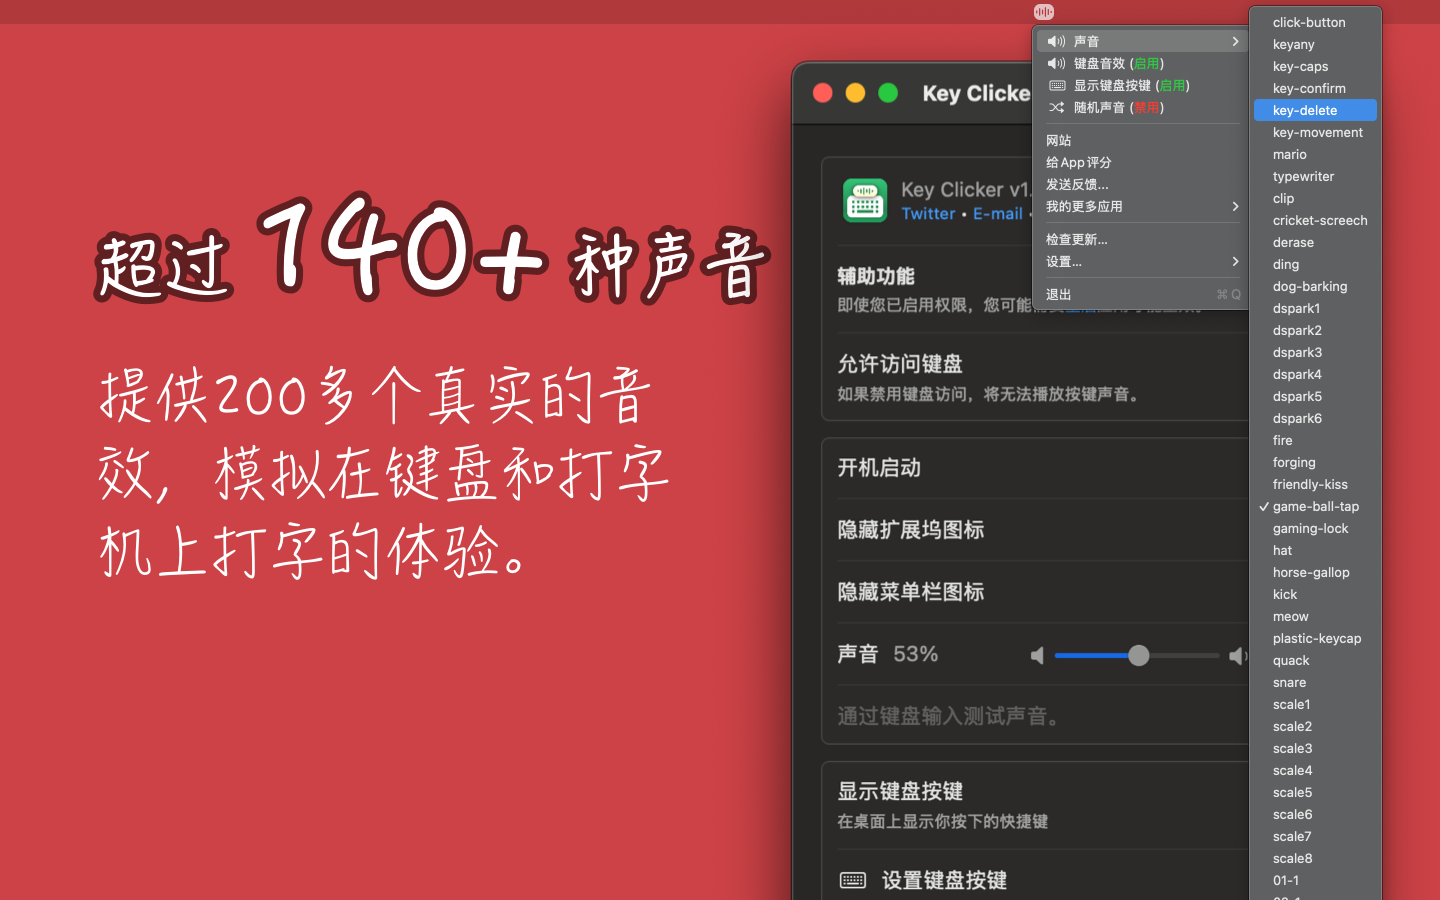 超过 140+ 种声音
提供200多个真实的音
效，模拟在键盘和打字
机上打字的体验。
Key Clicke
Key Clicker v1.
Twitter • E-mail •
辅助功能
即使您已启用权限，您可能
允许访问键盘
如果禁用键盘访问，将无法播放按键声音。
开机启动
隐藏扩展坞图标
隐藏菜单栏图标
声音 53%
通过键盘输入测试声音。
显示键盘按键
在桌面上显示你按下的快捷键
设置键盘按键
声音
键盘音效 (启用)
显示键盘按键 (启用)
随机声音 (禁用)
网站
给App评分
发送反馈...
我的更多应用
检查更新...
设置...
退出 ⌘Q
click-button
keyany
key-caps
key-confirm
key-delete
key-movement
mario
typewriter
clip
cricket-screech
derase
ding
dog-barking
dspark1
dspark2
dspark3
dspark4
dspark5
dspark6
fire
forging
friendly-kiss
✓ game-ball-tap
gaming-lock
hat
horse-gallop
kick
meow
plastic-keycap
quack
snare
scale1
scale2
scale3
scale4
scale5
scale6
scale7
scale8
01-1